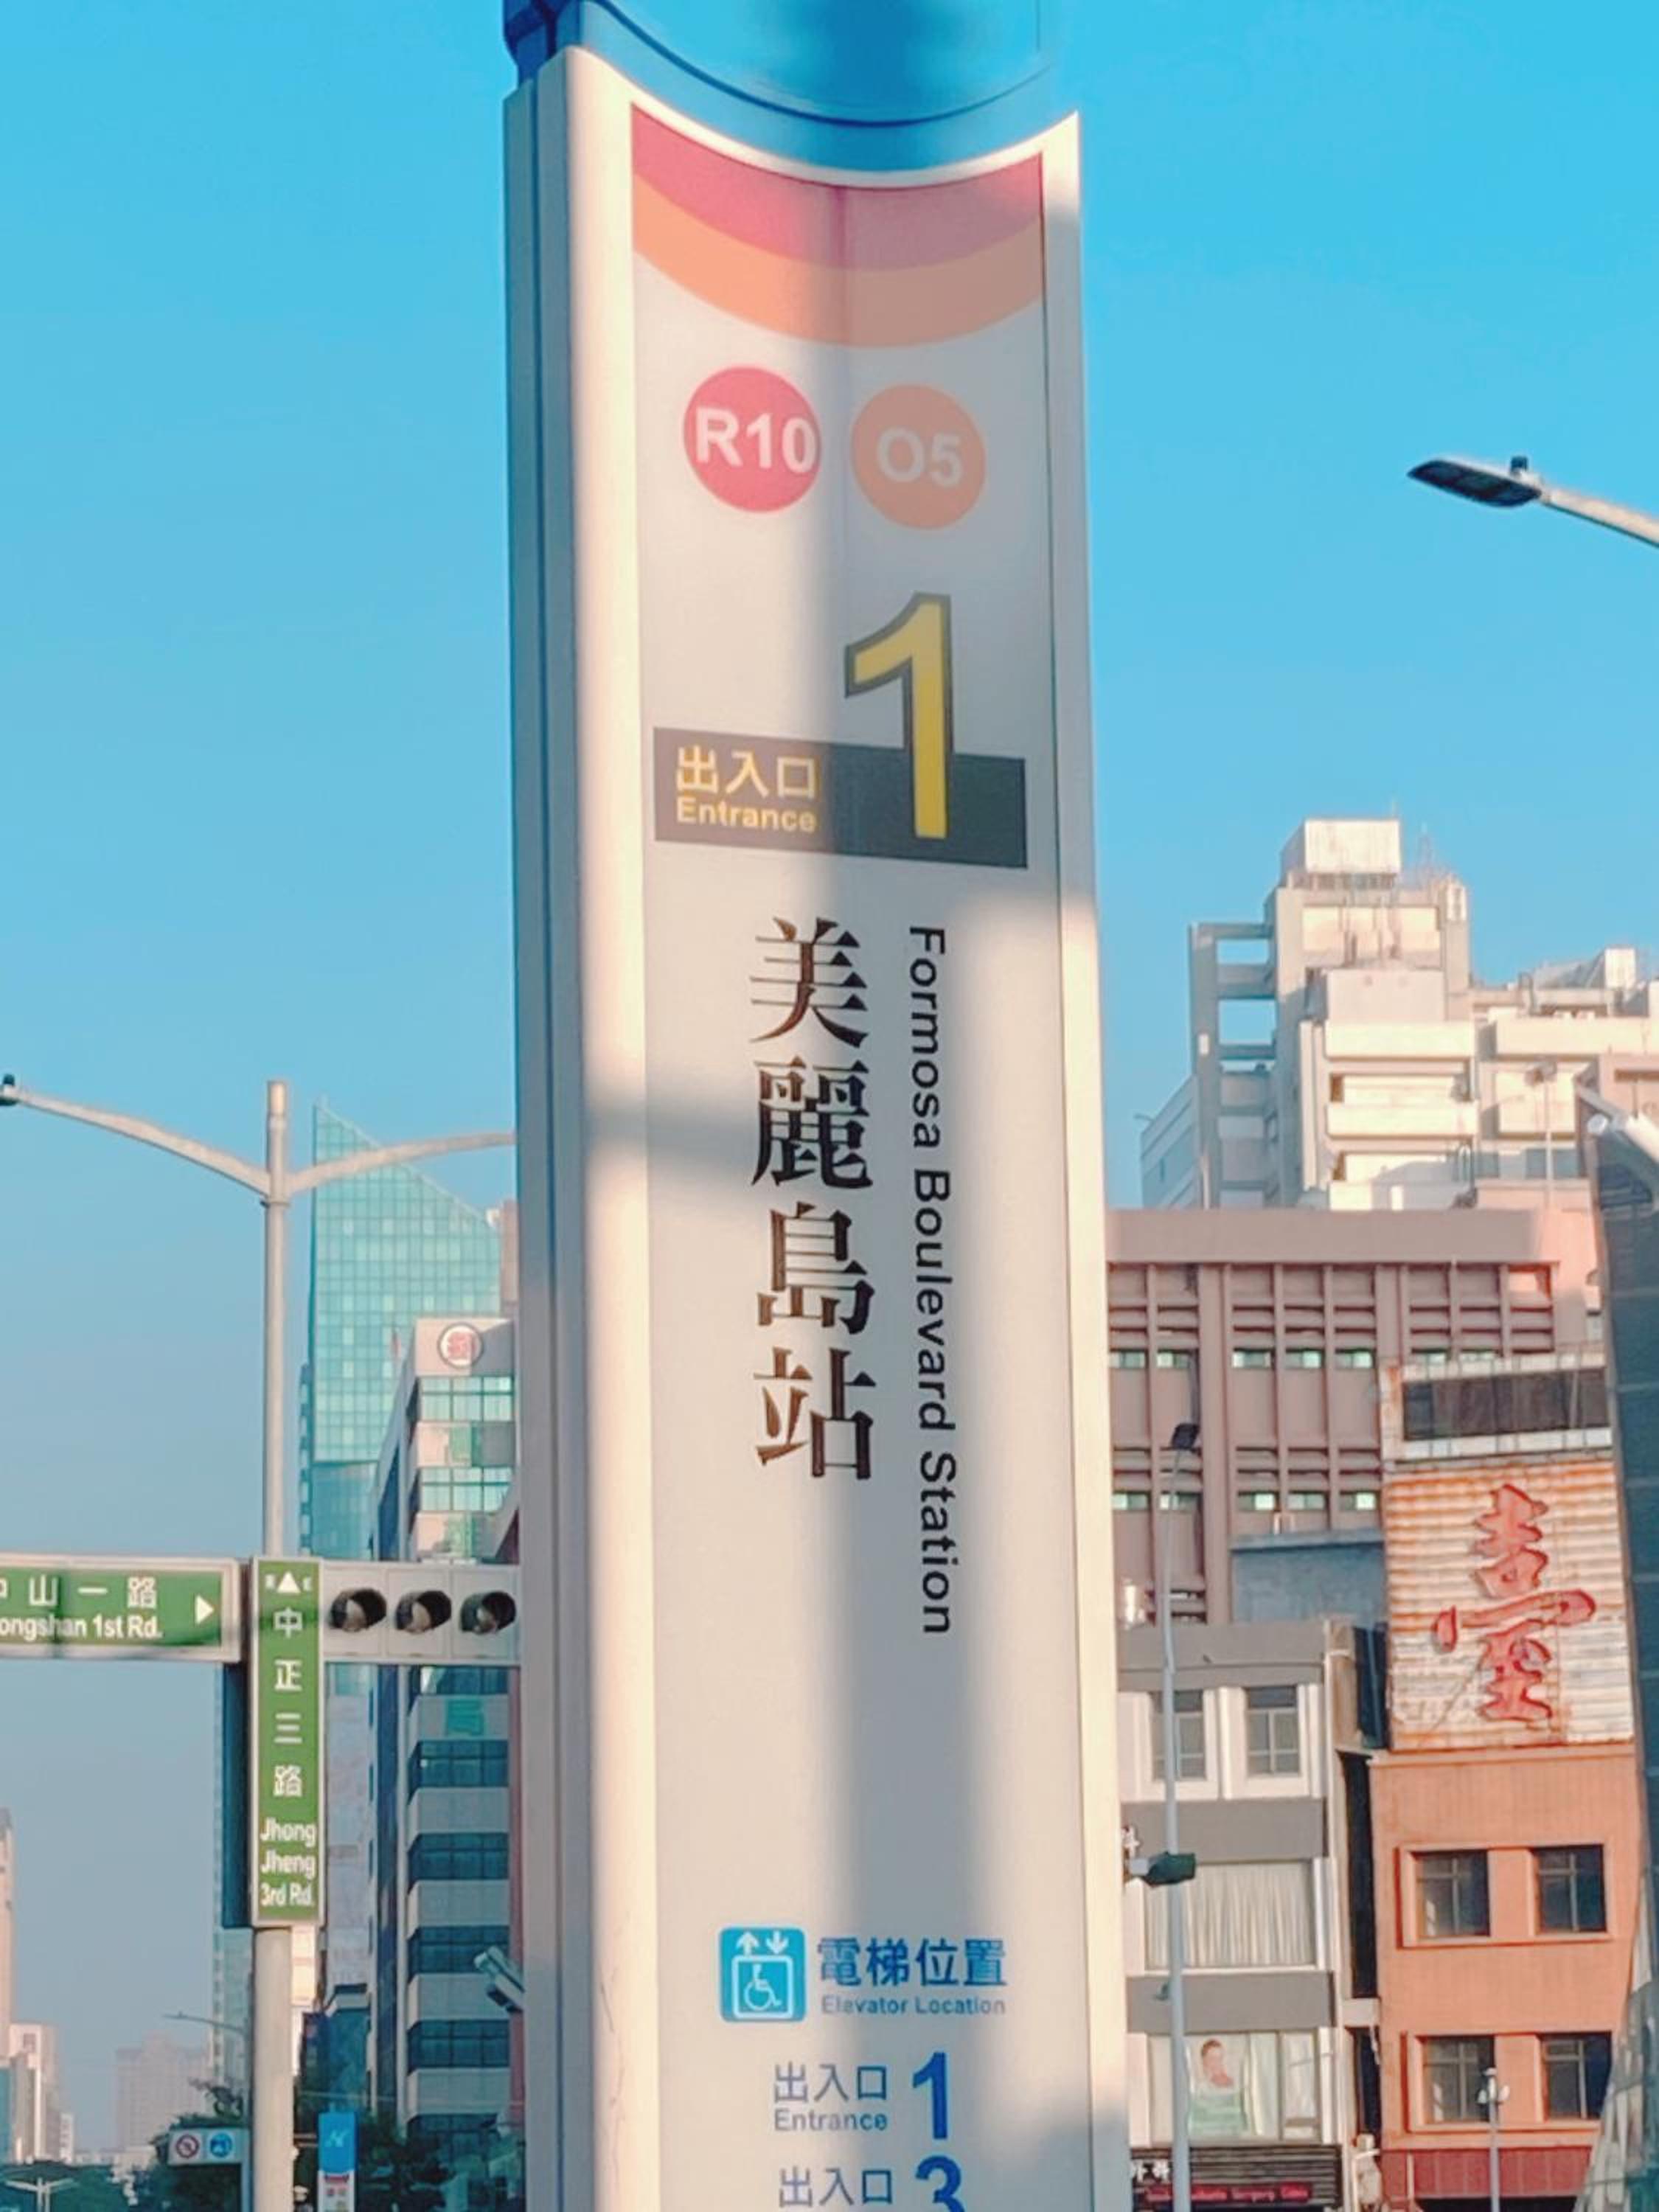 R10 O5
1
出入口
Entrance
美麗島站
Formosa Boulevard Station
山一路
ongshan 1st Rd.
中正三路
Jhong
Jheng
3rd Rd.
臺
電梯位置
Elevator Location
出入口 1
Entrance
出入口 3